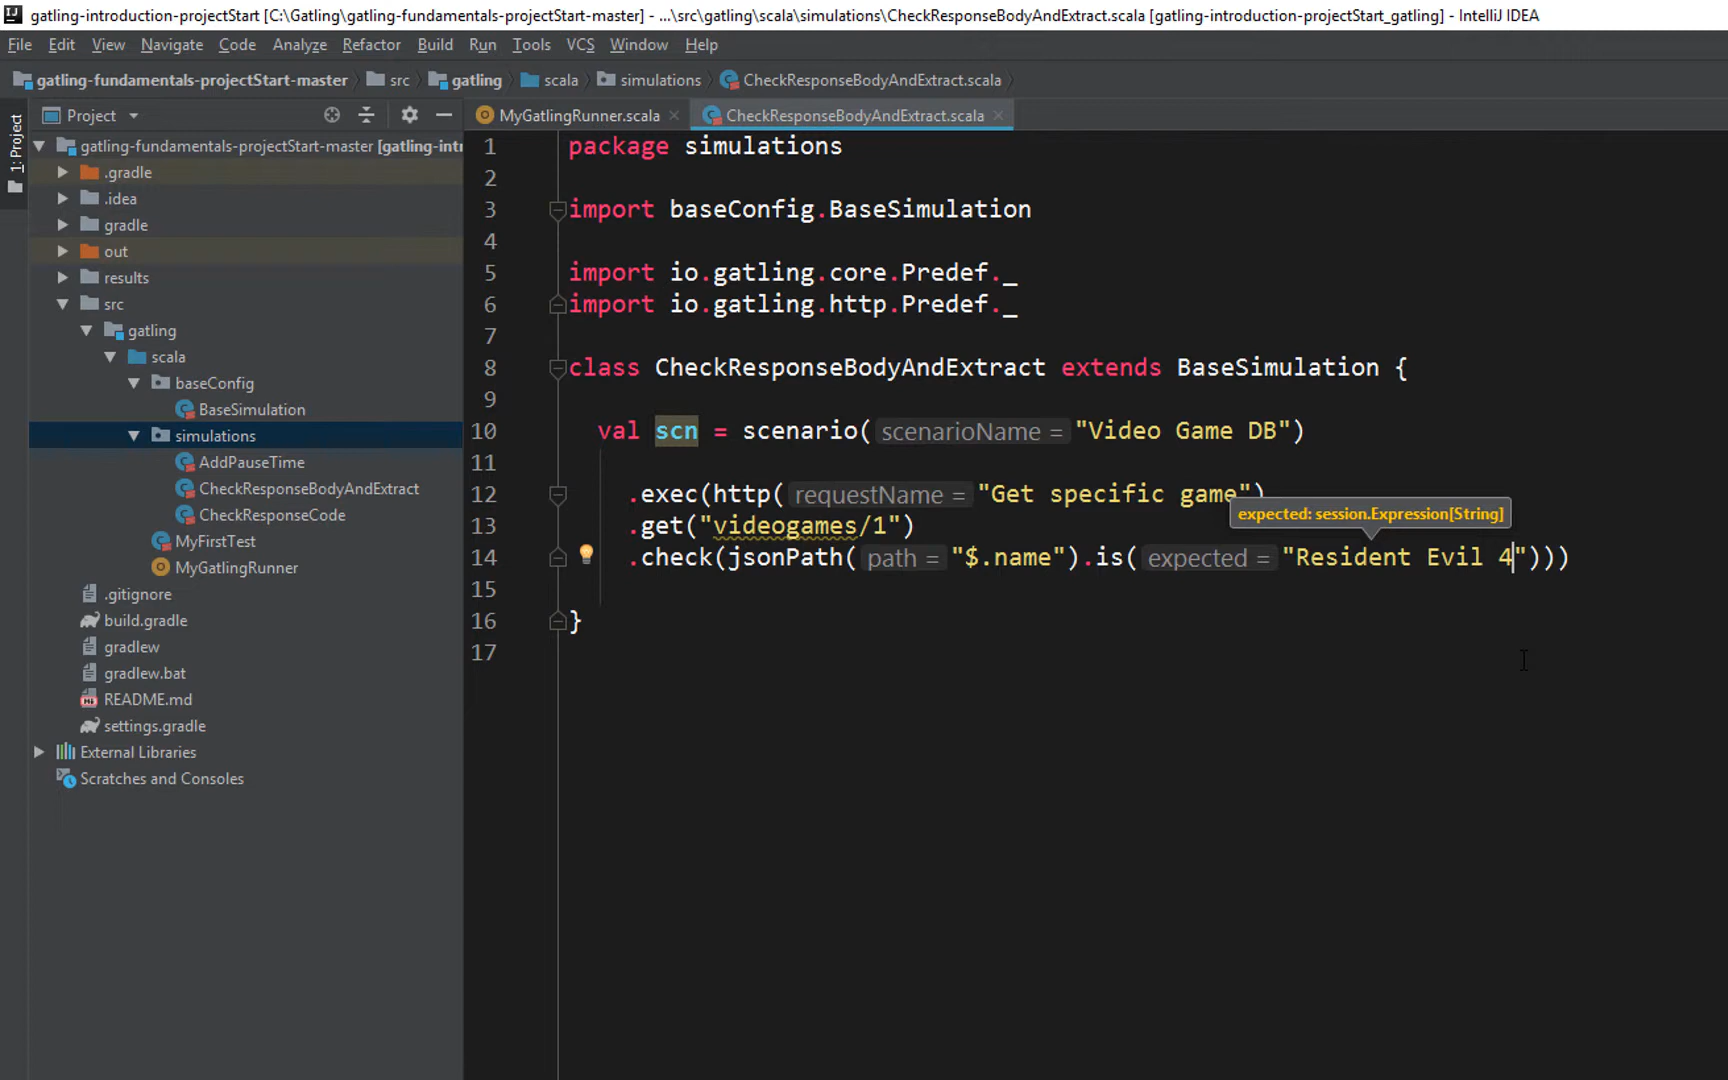 gatling-introduction-projectStart [C:\Gatling\gatling-fundamentals-projectStart-master] - ...\src\gatling\scala\simulations\CheckResponseBodyAndExtract.scala [gatling-introduction-projectStart_gatling] - IntelliJ IDEA
File Edit View Navigate Code Analyze Refactor Build Run Tools VCS Window Help
gatling-fundamentals-projectStart-master src gatling scala simulations CheckResponseBodyAndExtract.scala
1: Project
Project
gatling-fundamentals-projectStart-master [gatling-intr
.gradle
.idea
gradle
out
results
src
gatling
scala
baseConfig
BaseSimulation
simulations
AddPauseTime
CheckResponseBodyAndExtract
CheckResponseCode
MyFirstTest
MyGatlingRunner
.gitignore
build.gradle
gradlew
gradlew.bat
README.md
settings.gradle
External Libraries
Scratches and Consoles
MyGatlingRunner.scala CheckResponseBodyAndExtract.scala
1 package simulations
2
3 import baseConfig.BaseSimulation
4
5 import io.gatling.core.Predef._
6 import io.gatling.http.Predef._
7
8 class CheckResponseBodyAndExtract extends BaseSimulation {
9
10 val scn = scenario( scenarioName = "Video Game DB")
11
12 .exec(http( requestName = "Get specific game")
expected: session.Expression[String]
13 .get("videogames/1")
14 .check(jsonPath( path = "$.name").is( expected = "Resident Evil 4")))
15
16 }
17